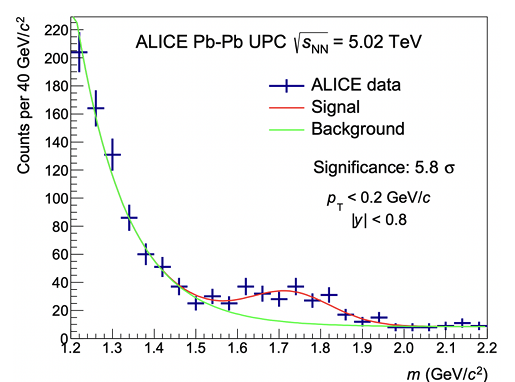 ALICE Pb-Pb UPC √sNN = 5.02 TeV
ALICE data
Signal
Background
Significance: 5.8 σ
pT < 0.2 GeV/c
|y| < 0.8
Counts per 40 GeV/c²
220
200
180
160
140
120
100
80
60
40
20
0
1.2 1.3 1.4 1.5 1.6 1.7 1.8 1.9 2 2.1 2.2
m (GeV/c²)